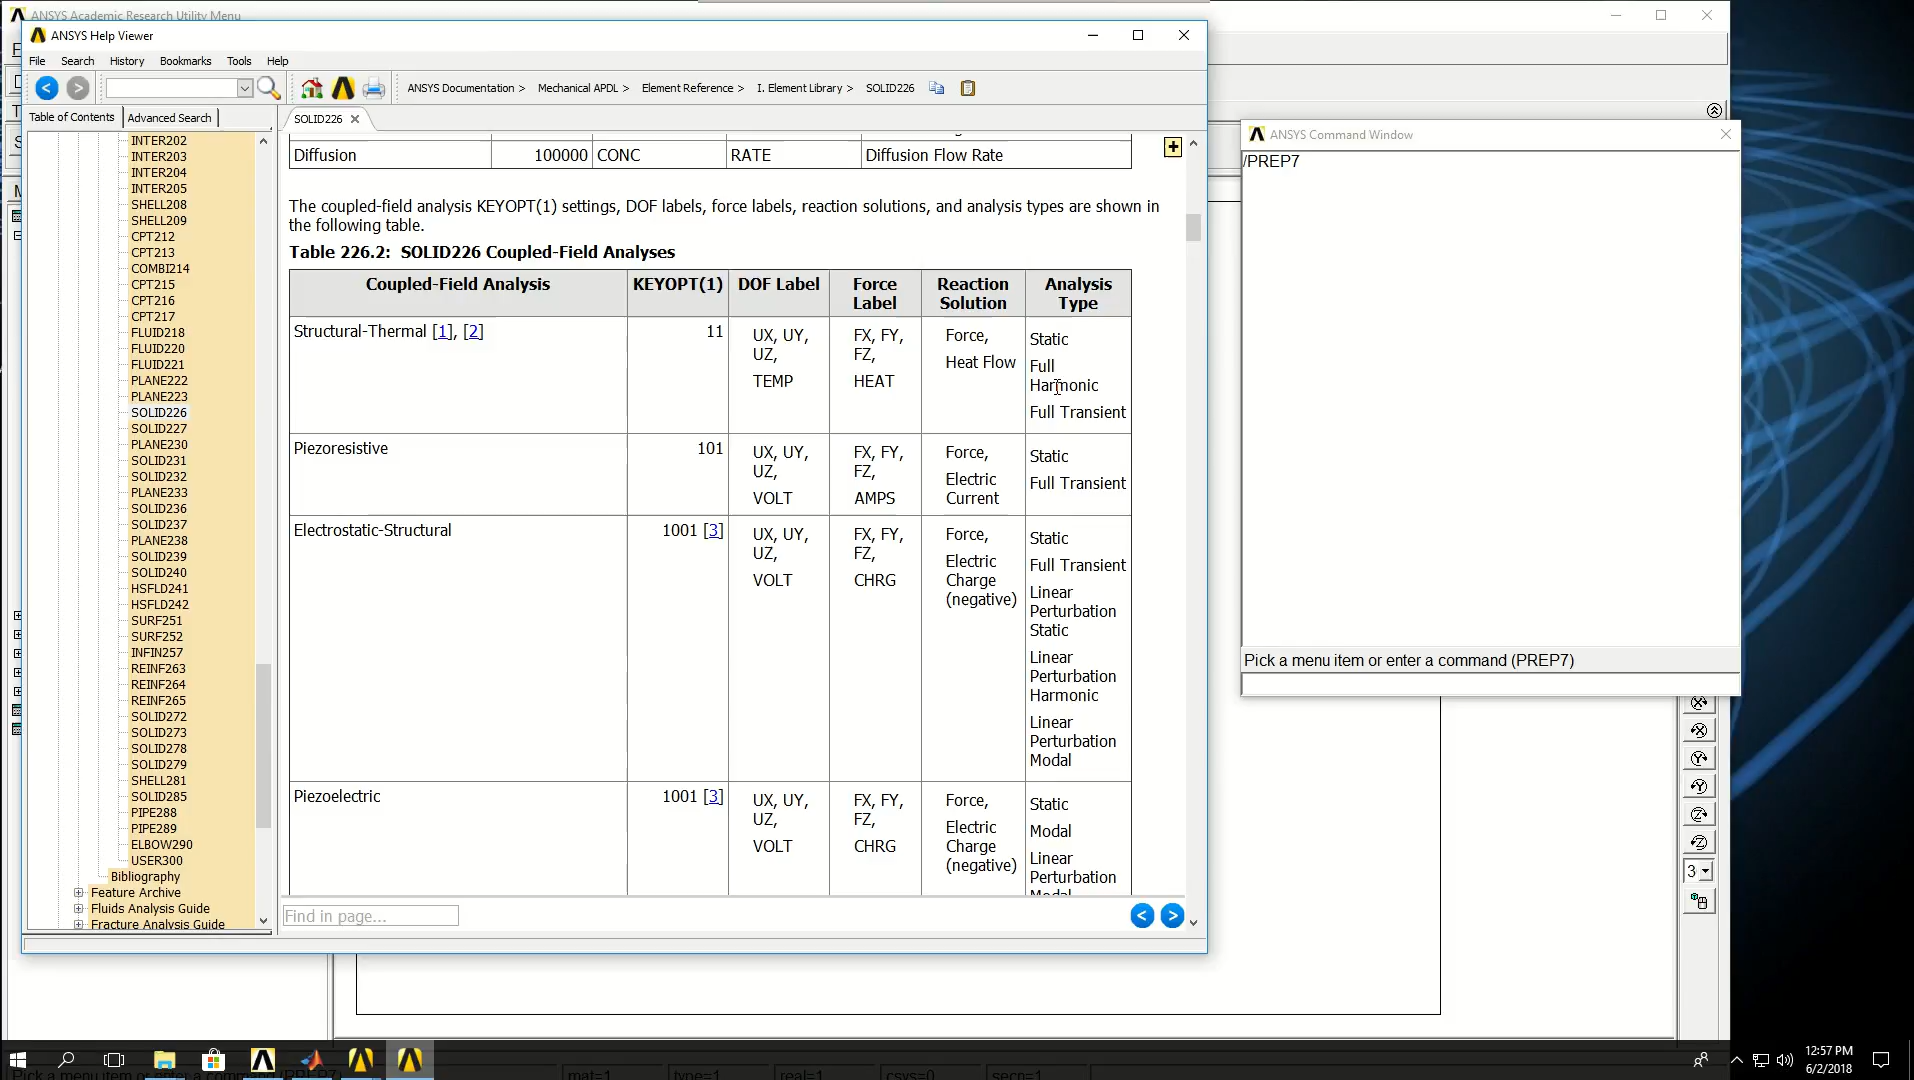 ANSYS Academic Research Utility Menu
ANSYS Help Viewer
File Search History Bookmarks Tools Help
ANSYS Documentation > Mechanical APDL > Element Reference > I. Element Library > SOLID226
Table of Contents Advanced Search
SOLID226
INTER202
INTER203
INTER204
INTER205
SHELL208
SHELL209
CPT212
CPT213
COMBI214
CPT215
CPT216
CPT217
FLUID218
FLUID220
FLUID221
PLANE222
PLANE223
SOLID226
SOLID227
PLANE230
SOLID231
SOLID232
PLANE233
SOLID236
SOLID237
PLANE238
SOLID239
SOLID240
HSFLD241
HSFLD242
SURF251
SURF252
INFIN257
REINF263
REINF264
REINF265
SOLID272
SOLID273
SOLID278
SOLID279
SHELL281
SOLID285
PIPE288
PIPE289
ELBOW290
USER300
Bibliography
Feature Archive
Fluids Analysis Guide
Fracture Analysis Guide
Diffusion 100000 CONC RATE Diffusion Flow Rate
The coupled-field analysis KEYOPT(1) settings, DOF labels, force labels, reaction solutions, and analysis types are shown in
the following table.
Table 226.2: SOLID226 Coupled-Field Analyses
Coupled-Field Analysis KEYOPT(1) DOF Label Force Label Reaction Solution Analysis Type
Structural-Thermal [1], [2] 11
UX, UY,
UZ,
TEMP
FX, FY,
FZ,
HEAT
Force,
Heat Flow
Static
Full
Harmonic
Full Transient
Piezoresistive 101
UX, UY,
UZ,
VOLT
FX, FY,
FZ,
AMPS
Force,
Electric
Current
Static
Full Transient
Electrostatic-Structural 1001 [3]
UX, UY,
UZ,
VOLT
FX, FY,
FZ,
CHRG
Force,
Electric
Charge
(negative)
Static
Full Transient
Linear
Perturbation
Static
Linear
Perturbation
Harmonic
Linear
Perturbation
Modal
Piezoelectric 1001 [3]
UX, UY,
UZ,
VOLT
FX, FY,
FZ,
CHRG
Force,
Electric
Charge
(negative)
Static
Modal
Linear
Perturbation
Modal
Find in page...
ANSYS Command Window
/PREP7
Pick a menu item or enter a command (PREP7)
3
12:57 PM
6/2/2018
Pick a menu item or enter a command (PREP7) mat=1 type=1 real=1 csys=0 secn=1